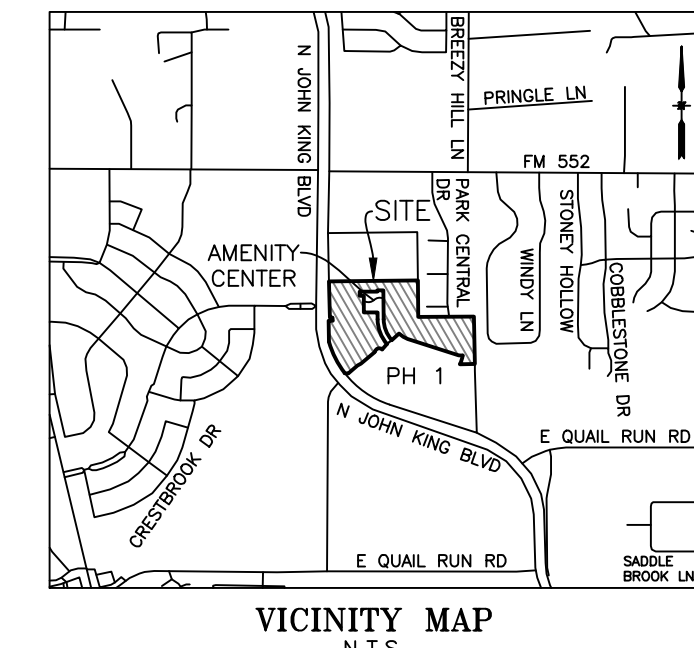 N JOHN KING BLVD
BREEZY HILL LN
PRINGLE LN
FM 552
SITE
PARK CENTRAL
DR
AMENITY
CENTER
WINDY LN
STONEY HOLLOW
COBBLESTONE DR
PH 1
N JOHN KING BLVD
E QUAIL RUN RD
CRESTBROOK DR
E QUAIL RUN RD
SADDLE
BROOK LN
VICINITY MAP
N.T.S.